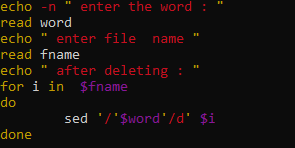 echo -n " enter the word : "
read word
echo " enter file  name "
read fname
echo " after deleting : "
for i in  $fname
do
        sed '/'$word'/d' $i
done